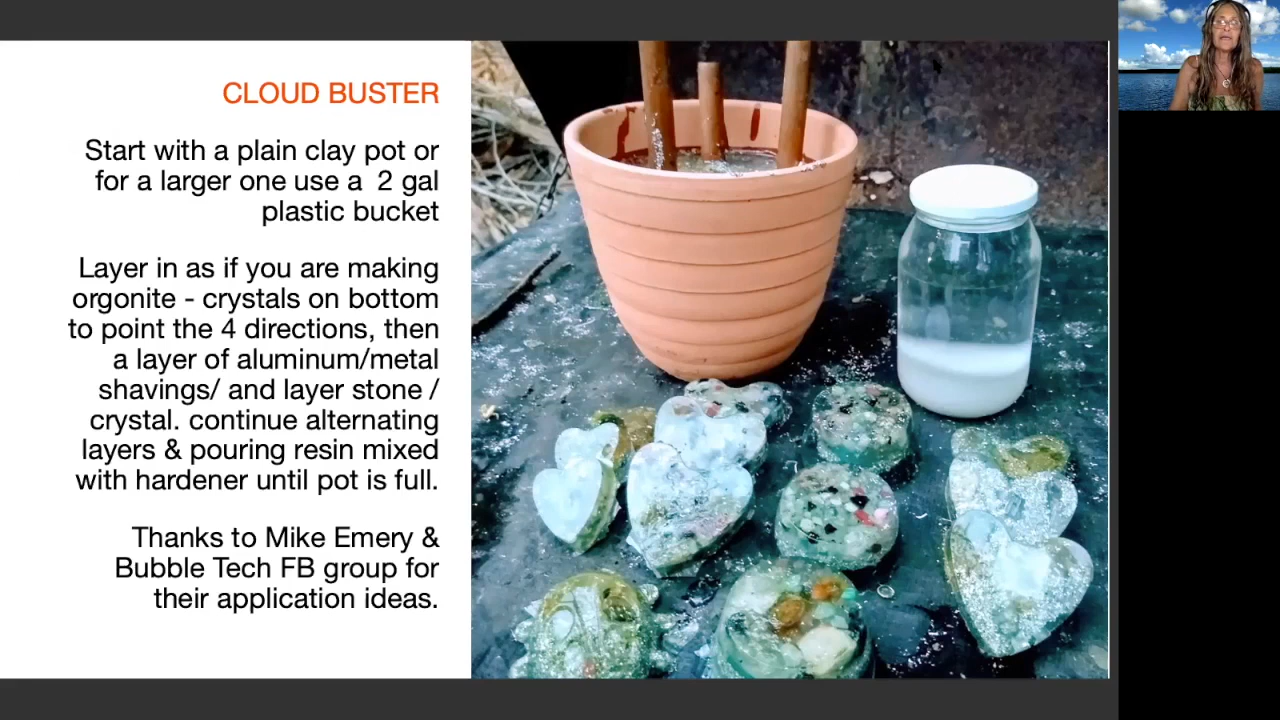 CLOUD BUSTER
Start with a plain clay pot or
for a larger one use a 2 gal
plastic bucket
Layer in as if you are making
orgonite - crystals on bottom
to point the 4 directions, then
a layer of aluminum/metal
shavings/ and layer stone /
crystal. continue alternating
layers & pouring resin mixed
with hardener until pot is full.
Thanks to Mike Emery &
Bubble Tech FB group for
their application ideas.